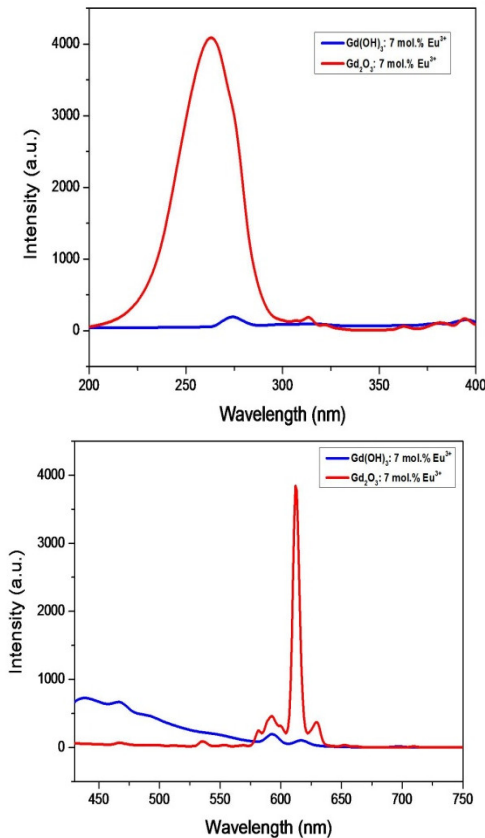 4000
3000
2000
1000
0
Intensity (a.u.)
Gd(OH)₃: 7 mol.% Eu³⁺
Gd₂O₃: 7 mol.% Eu³⁺
200 250 300 350 400
Wavelength (nm)
4000
3000
2000
1000
0
Intensity (a.u.)
Gd(OH)₃: 7 mol.% Eu³⁺
Gd₂O₃: 7 mol.% Eu³⁺
450 500 550 600 650 700 750
Wavelength (nm)